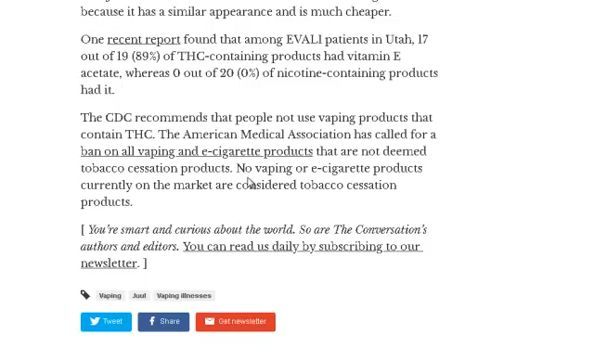 because it has a similar appearance and is much cheaper.
One recent report found that among EVALI patients in Utah, 17
out of 19 (89%) of THC-containing products had vitamin E
acetate, whereas 0 out of 20 (0%) of nicotine-containing products
had it.
The CDC recommends that people not use vaping products that
contain THC. The American Medical Association has called for a
ban on all vaping and e-cigarette products that are not deemed
tobacco cessation products. No vaping or e-cigarette products
currently on the market are considered tobacco cessation
products.
[ You're smart and curious about the world. So are The Conversation's
authors and editors. You can read us daily by subscribing to our
newsletter. ]
Vaping Juul Vaping illnesses
Tweet Share Get newsletter